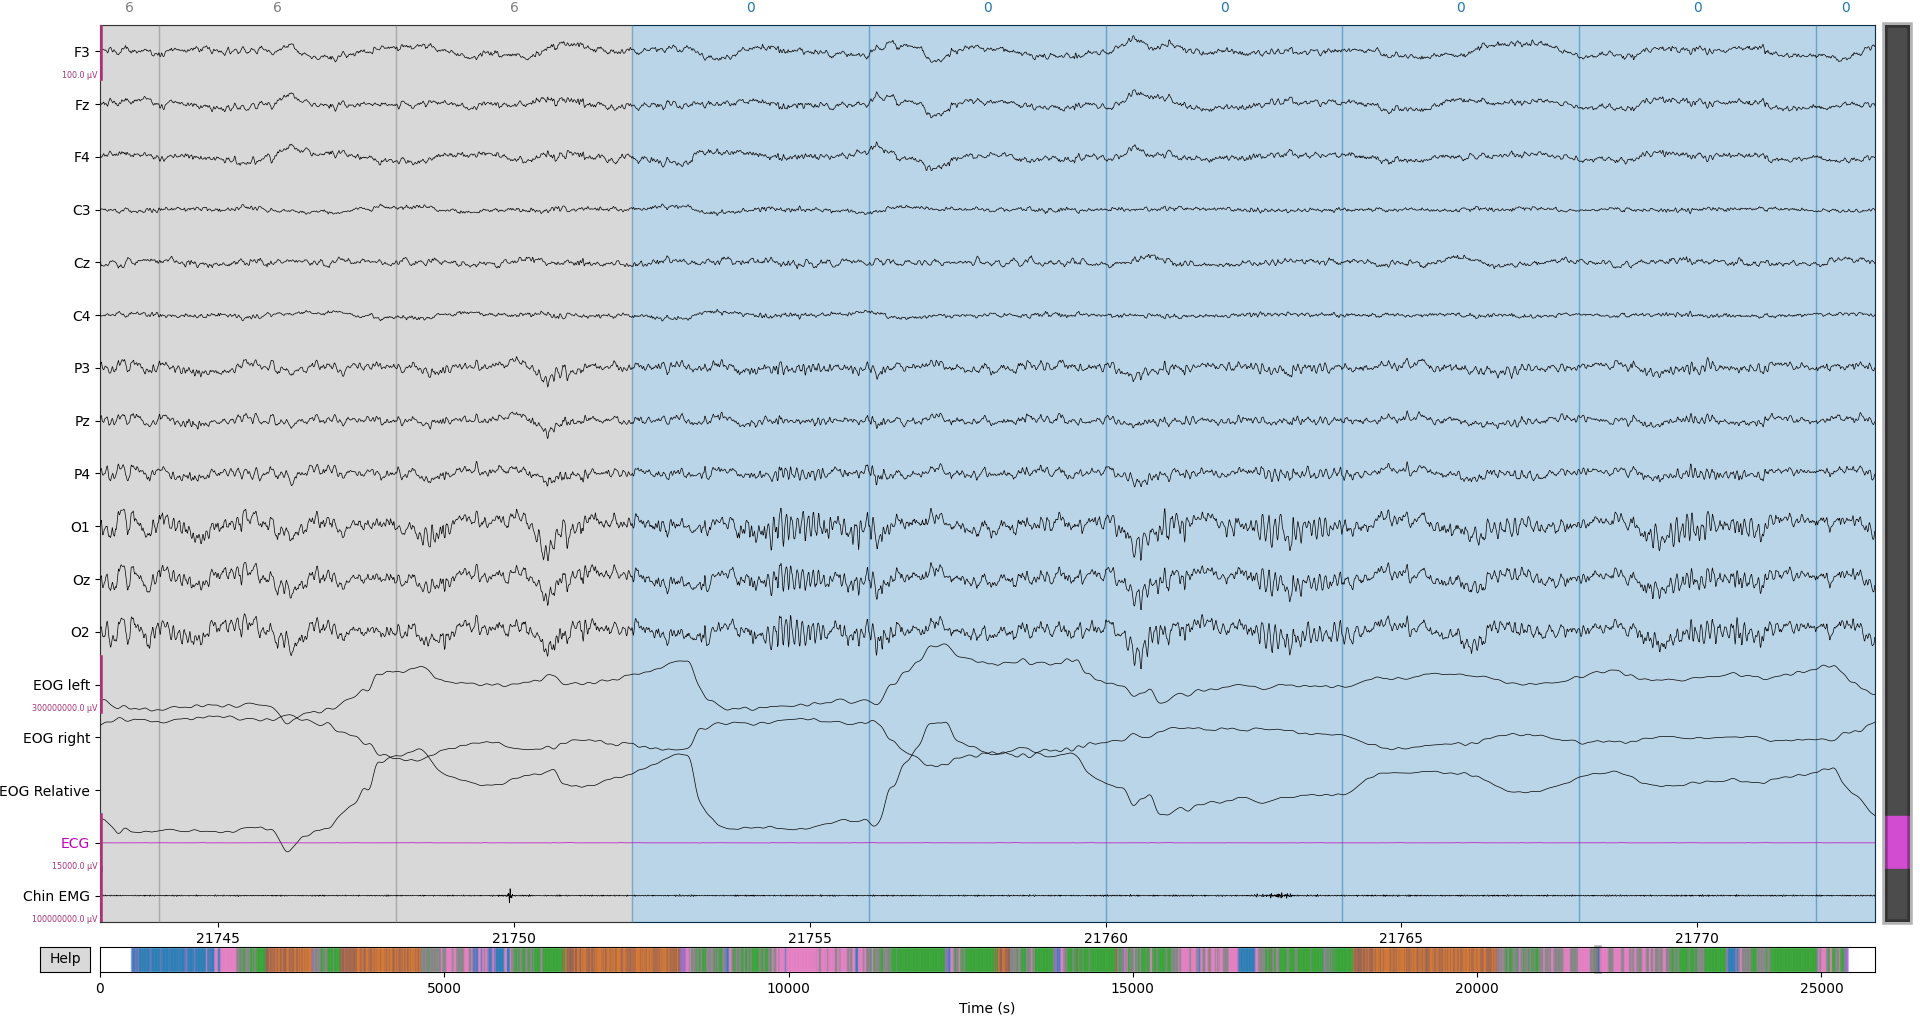 6 6 6 0 0 0 0 0 0
F3
100.0 µV
Fz
F4
C3
Cz
C4
P3
Pz
P4
O1
Oz
O2
EOG left
300000000.0 µV
EOG right
EOG Relative
ECG
15000.0 µV
Chin EMG
100000000.0 µV
21745 21750 21755 21760 21765 21770
Help
0 5000 10000 15000 20000 25000
Time (s)